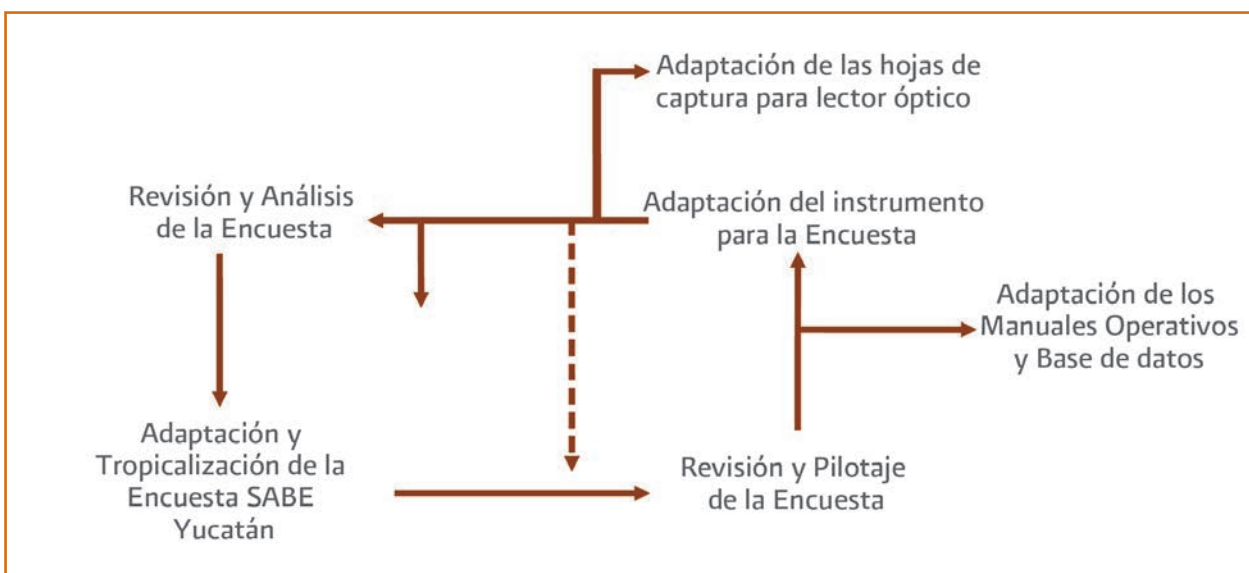 Adaptación de las hojas de
captura para lector óptico
Revisión y Análisis
de la Encuesta
Adaptación del instrumento
para la Encuesta
Adaptación de los
Manuales Operativos
y Base de datos
Adaptación y
Tropicalización de la
Encuesta SABE
Yucatán
Revisión y Pilotaje
de la Encuesta